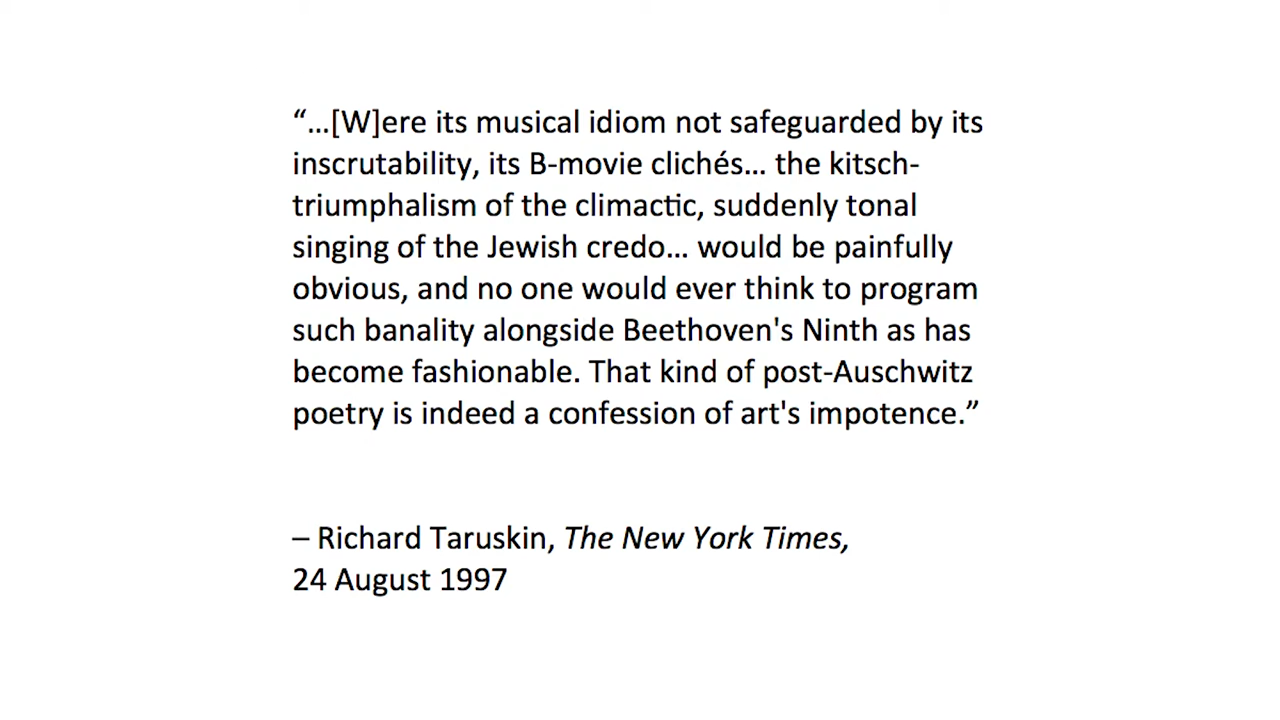 “…[W]ere its musical idiom not safeguarded by its
inscrutability, its B-movie clichés… the kitsch-
triumphalism of the climactic, suddenly tonal
singing of the Jewish credo… would be painfully
obvious, and no one would ever think to program
such banality alongside Beethoven's Ninth as has
become fashionable. That kind of post-Auschwitz
poetry is indeed a confession of art's impotence.”
– Richard Taruskin, The New York Times,
24 August 1997